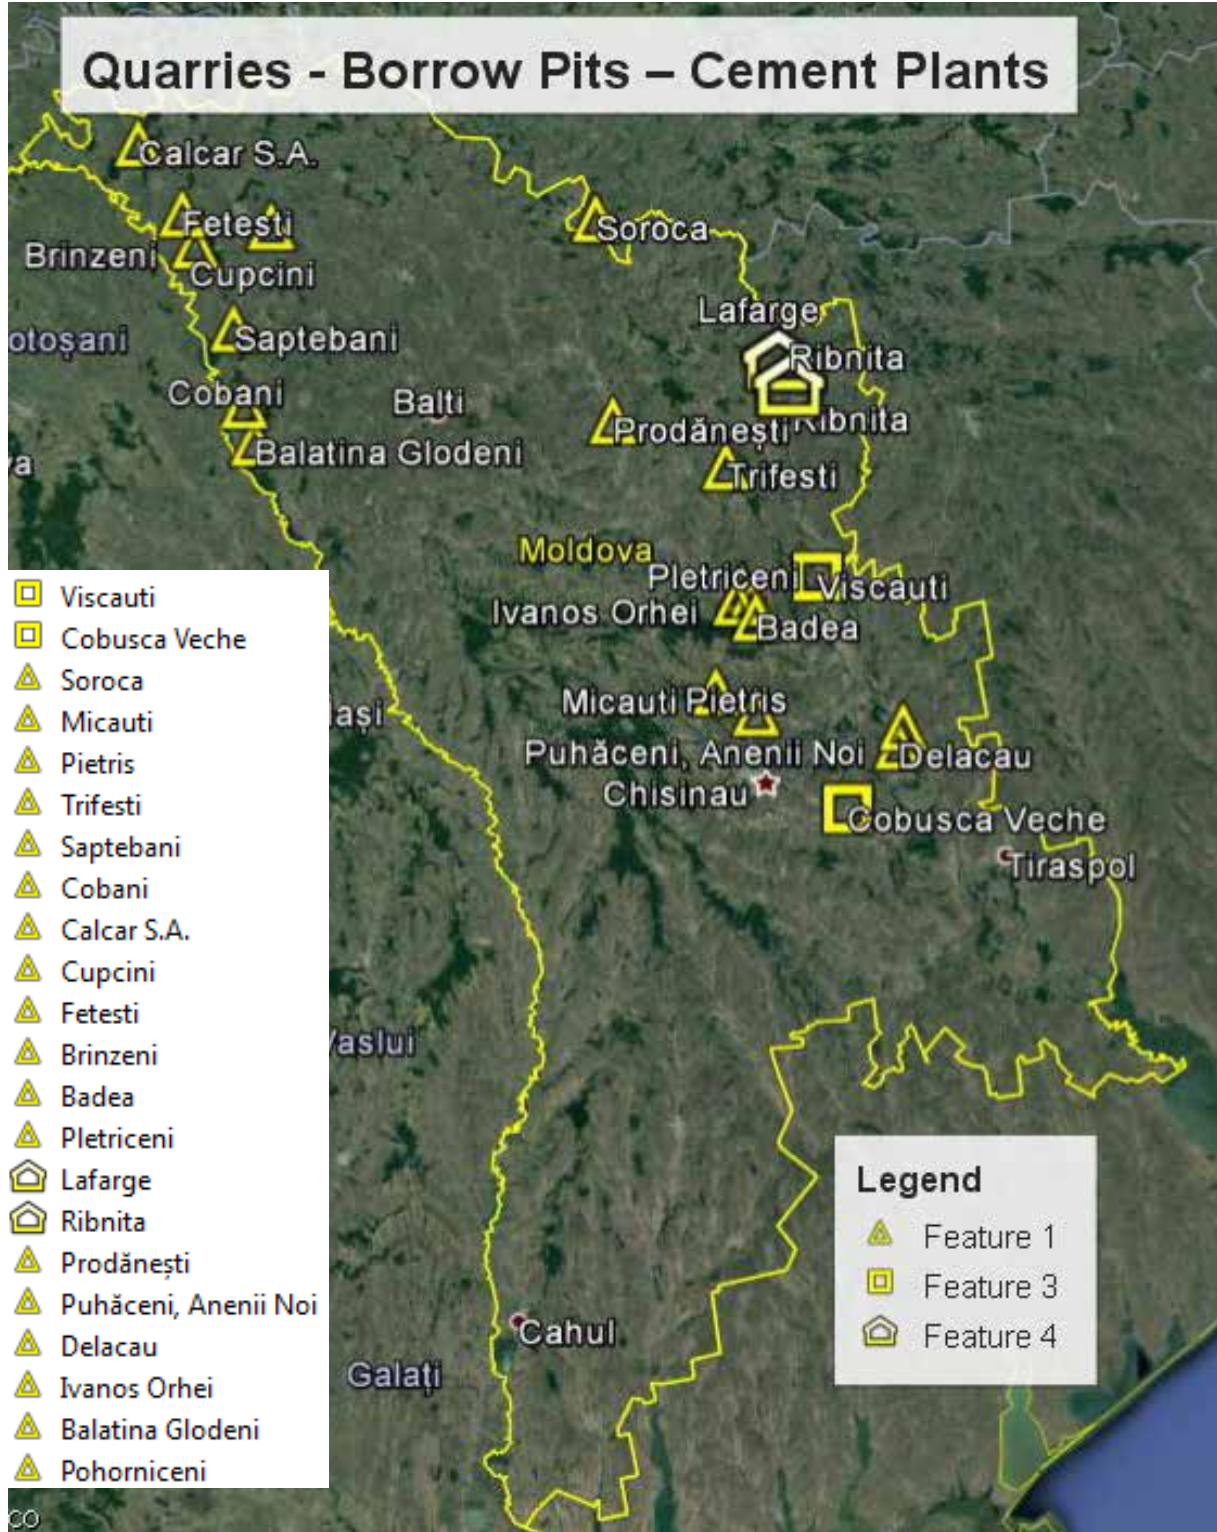 Quarries - Borrow Pits – Cement Plants
Calcar S.A.
Fetesti
Soroca
Brinzeni
Cupcini
Lafarge
otoșani
Saptebani
Ribnita
Cobani
Balti
Ribnita
Prodănești
Balatina Glodeni
va
Trifesti
Moldova
Pletriceni
Viscauti
Ivanos Orhei
Badea
Micauti
Pietris
Iași
Puhăceni, Anenii Noi
Delacau
Chisinau
Cobusca Veche
Tiraspol
Vaslui
Cahul
Galați
Viscauti
Cobusca Veche
Soroca
Micauti
Pietris
Trifesti
Saptebani
Cobani
Calcar S.A.
Cupcini
Fetesti
Brinzeni
Badea
Pletriceni
Lafarge
Ribnita
Prodănești
Puhăceni, Anenii Noi
Delacau
Ivanos Orhei
Balatina Glodeni
Pohorniceni
Legend
Feature 1
Feature 3
Feature 4